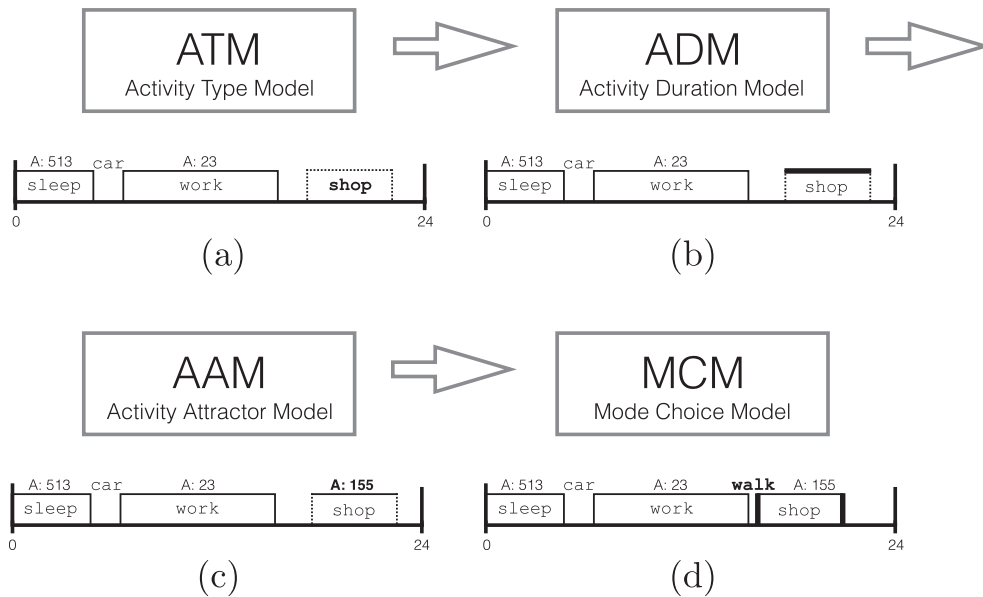 ATM
Activity Type Model
ADM
Activity Duration Model
A: 513 car A: 23
sleep work shop
0 24
(a)
A: 513 car A: 23
sleep work shop
0 24
(b)
AAM
Activity Attractor Model
MCM
Mode Choice Model
A: 513 car A: 23 A: 155
sleep work shop
0 24
(c)
A: 513 car A: 23 walk A: 155
sleep work shop
0 24
(d)